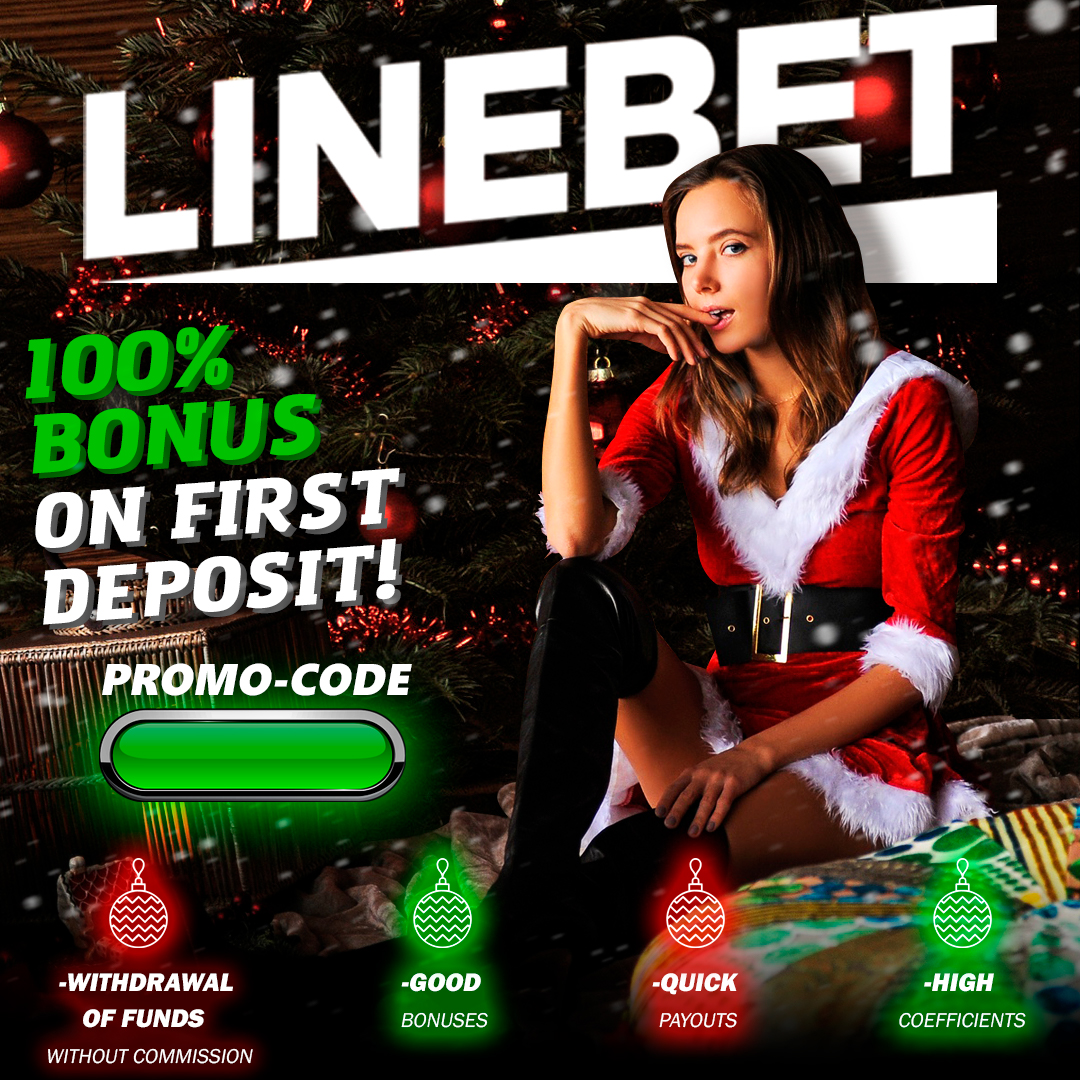 LINEBET
100%
BONUS
ON FIRST
DEPOSIT!
PROMO-CODE
-WITHDRAWAL
OF FUNDS
WITHOUT COMMISSION
-GOOD
BONUSES
-QUICK
PAYOUTS
-HIGH
COEFFICIENTS